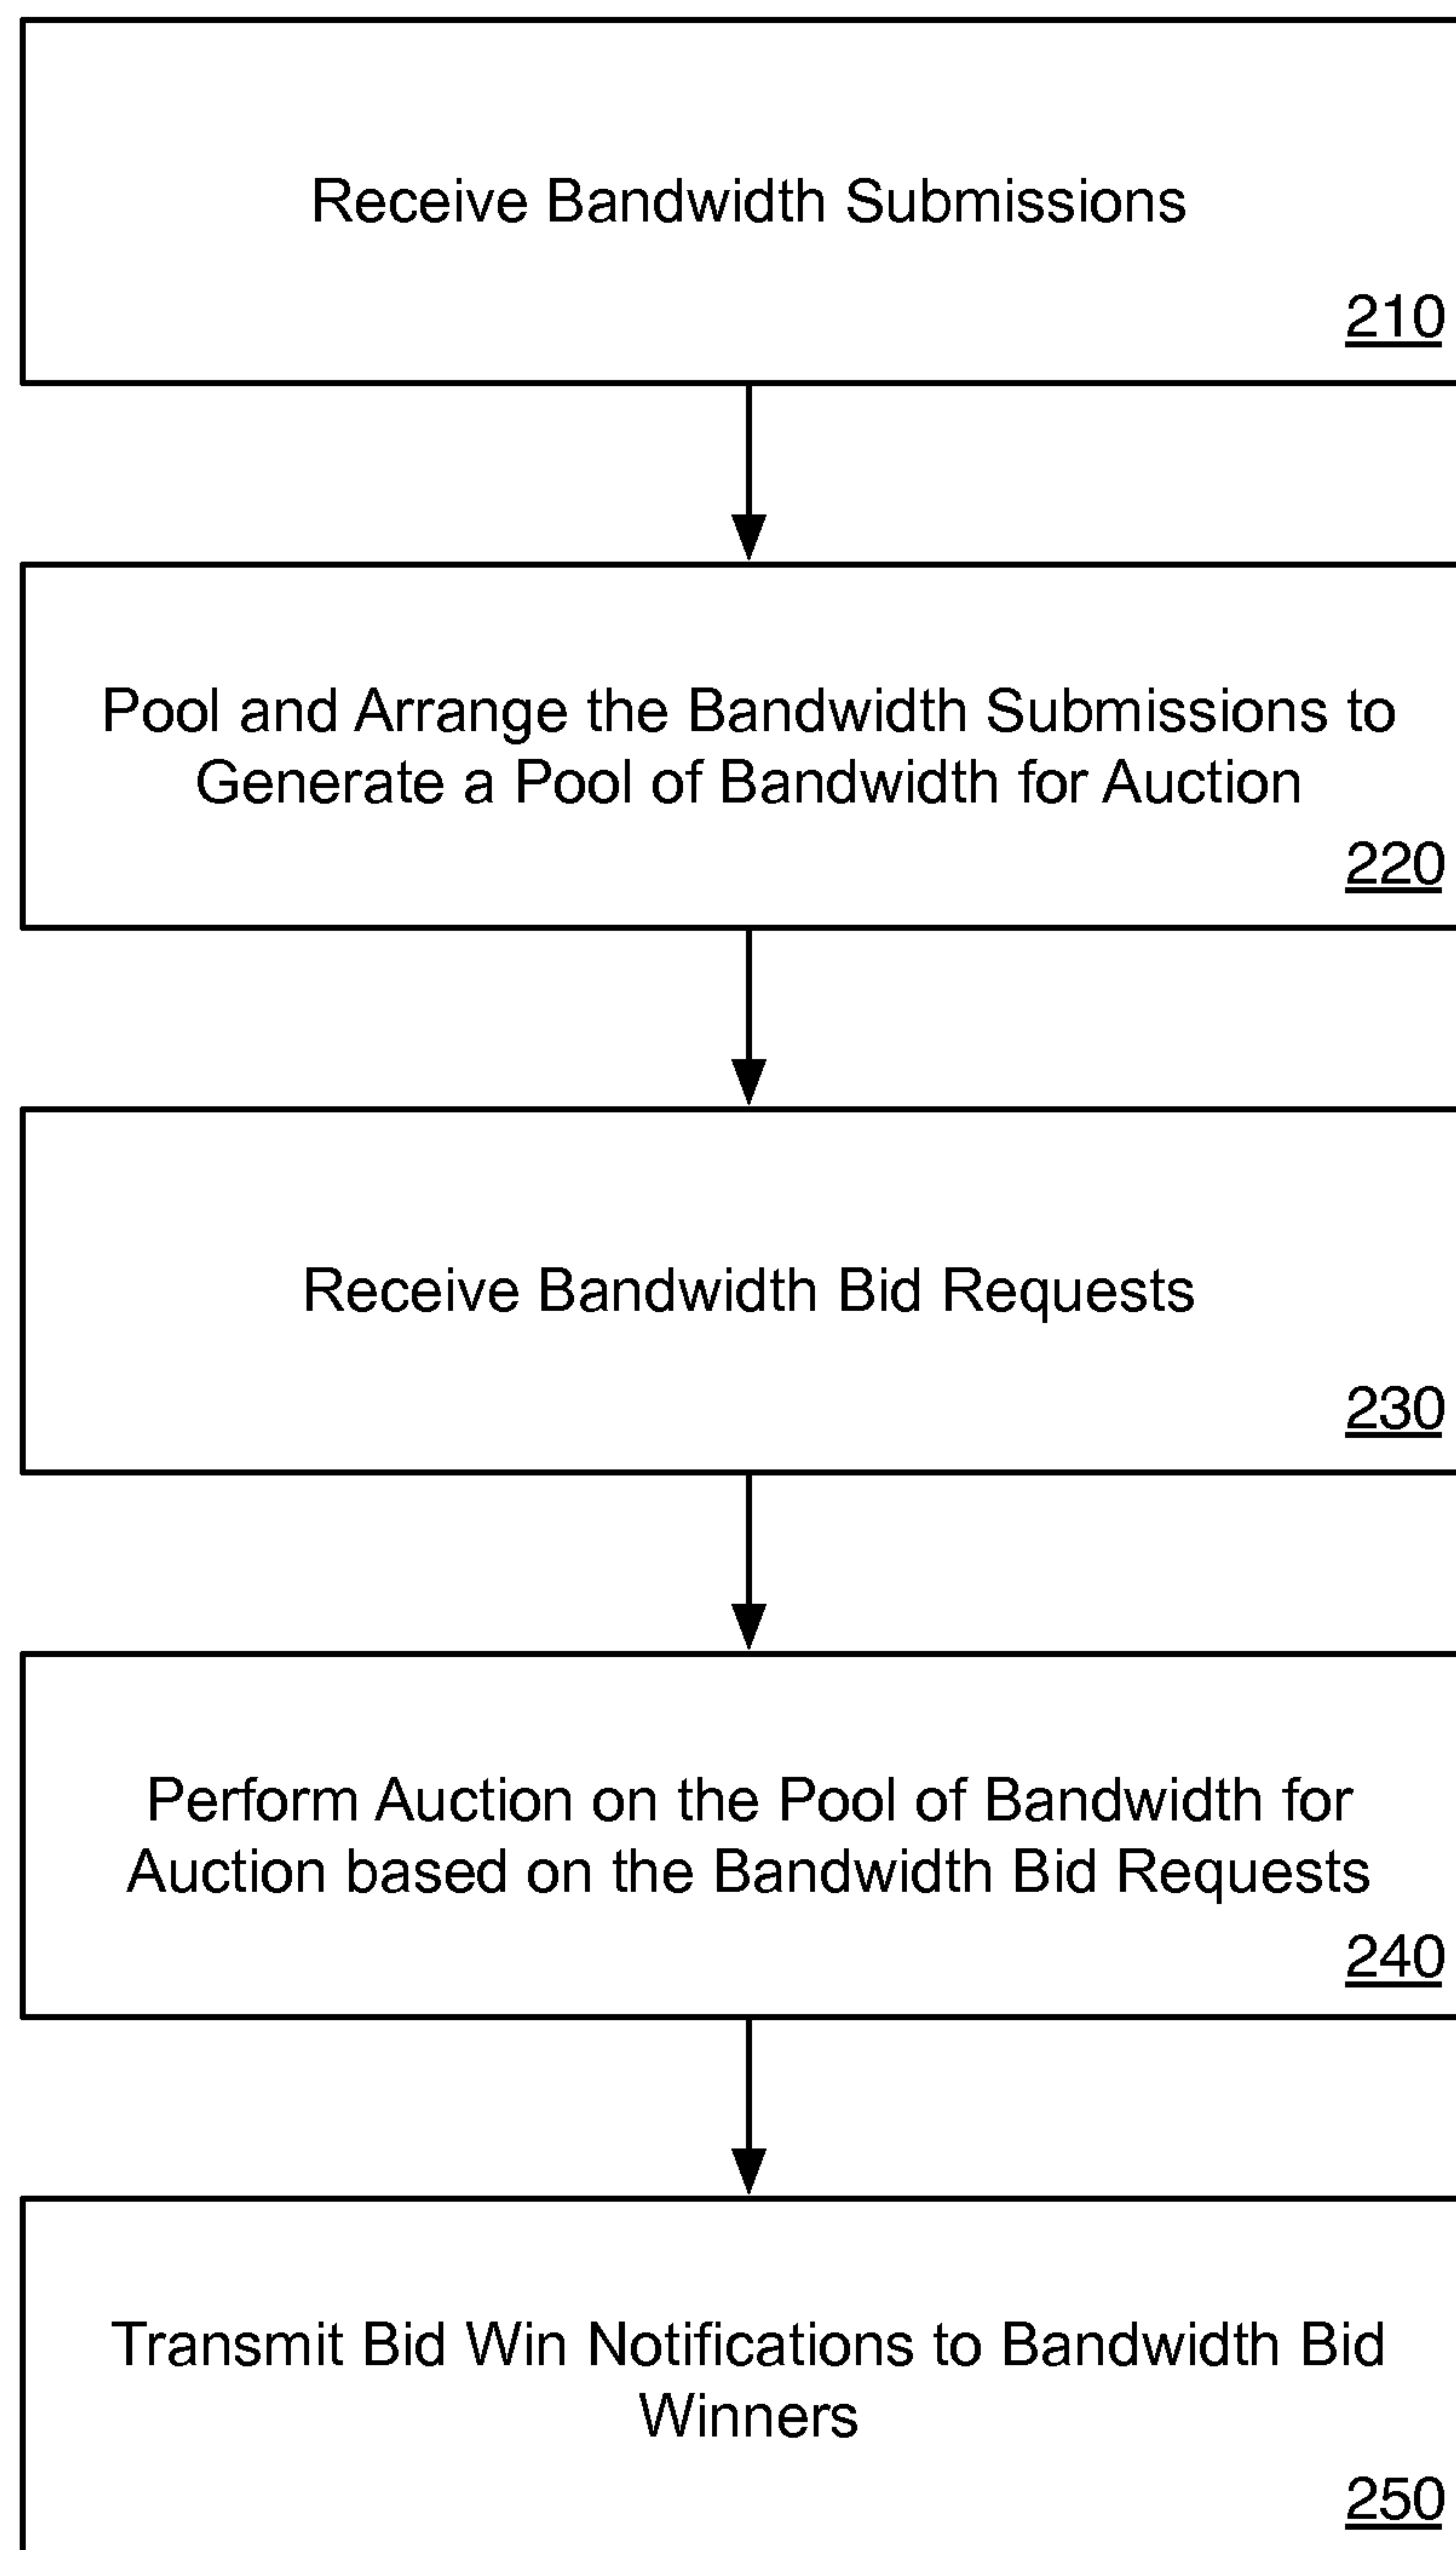 Receive Bandwidth Submissions
210
Pool and Arrange the Bandwidth Submissions to
Generate a Pool of Bandwidth for Auction
220
Receive Bandwidth Bid Requests
230
Perform Auction on the Pool of Bandwidth for
Auction based on the Bandwidth Bid Requests
240
Transmit Bid Win Notifications to Bandwidth Bid
Winners
250